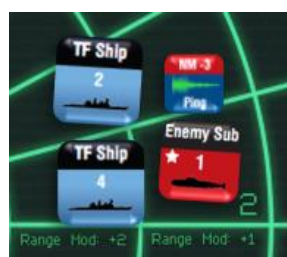 TF Ship
2
NM -3
Ping
Enemy Sub
1
TF Ship
4
2
Range Mod: +2
Range Mod: +1